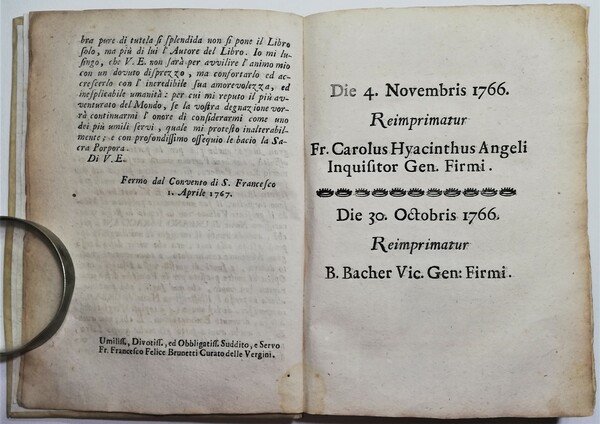 bra pure di tutela sì splendida non si pone il Libro
solo, ma più di lui l'Autore del Libro. Io mi lu-
singo, che V. E. non sarà per avvilire l'animo mio
con un dovuto disprezzo, ma confortarlo ed ac-
crescerlo con l'incredibile sua amorevolezza, ed
inesplicabile umanità: per cui mi reputo il più av-
venturato del Mondo, se la vostra degnazione vor-
rà continuarmi l'onore di considerarmi come uno
dei più umili servi, quale mi protesto inalterabil-
mente; e con profondissimo ossequio le bacio la Sa-
cra Porpora.
Di V. E.
Fermo dal Convento di S. Francesco
1. Aprile 1767.
Umiliss., Divotiss., ed Obbligatiss. Suddito, e Servo
Fr. Francesco Felice Brunetti Curato delle Vergini.
Die 4. Novembris 1766.
Reimprimatur
Fr. Carolus Hyacinthus Angeli
Inquisitor Gen. Firmi.
Die 30. Octobris 1766.
Reimprimatur
B. Bacher Vic. Gen: Firmi.